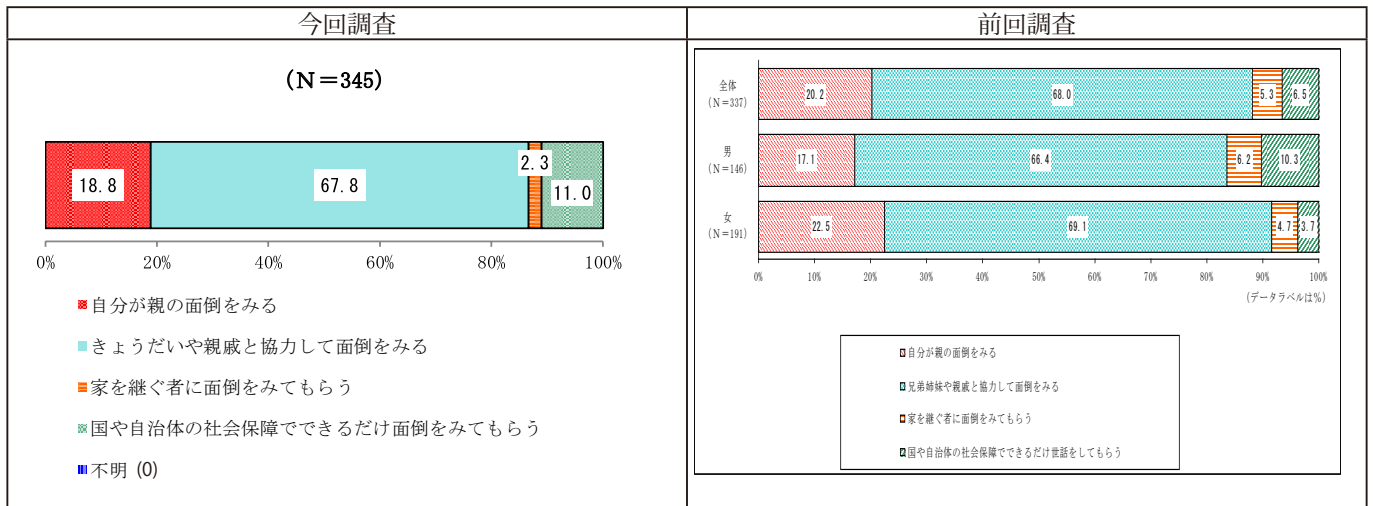 今回調査
前回調査
(N＝345)
18.8
67.8
2.3
11.0
0%
20%
40%
60%
80%
100%
自分が親の面倒をみる
きょうだいや親戚と協力して面倒をみる
家を継ぐ者に面倒をみてもらう
国や自治体の社会保障でできるだけ面倒をみてもらう
不明 (0)
全体
(N=337)
20.2
68.0
5.3
6.5
男
(N=146)
17.1
66.4
6.2
10.3
女
(N=191)
22.5
69.1
4.7
3.7
0%
10%
20%
30%
40%
50%
60%
70%
80%
90%
100%
(データラベルは%)
自分が親の面倒をみる
兄弟姉妹や親戚と協力して面倒をみる
家を継ぐ者に面倒をみてもらう
国や自治体の社会保障でできるだけ世話をしてもらう